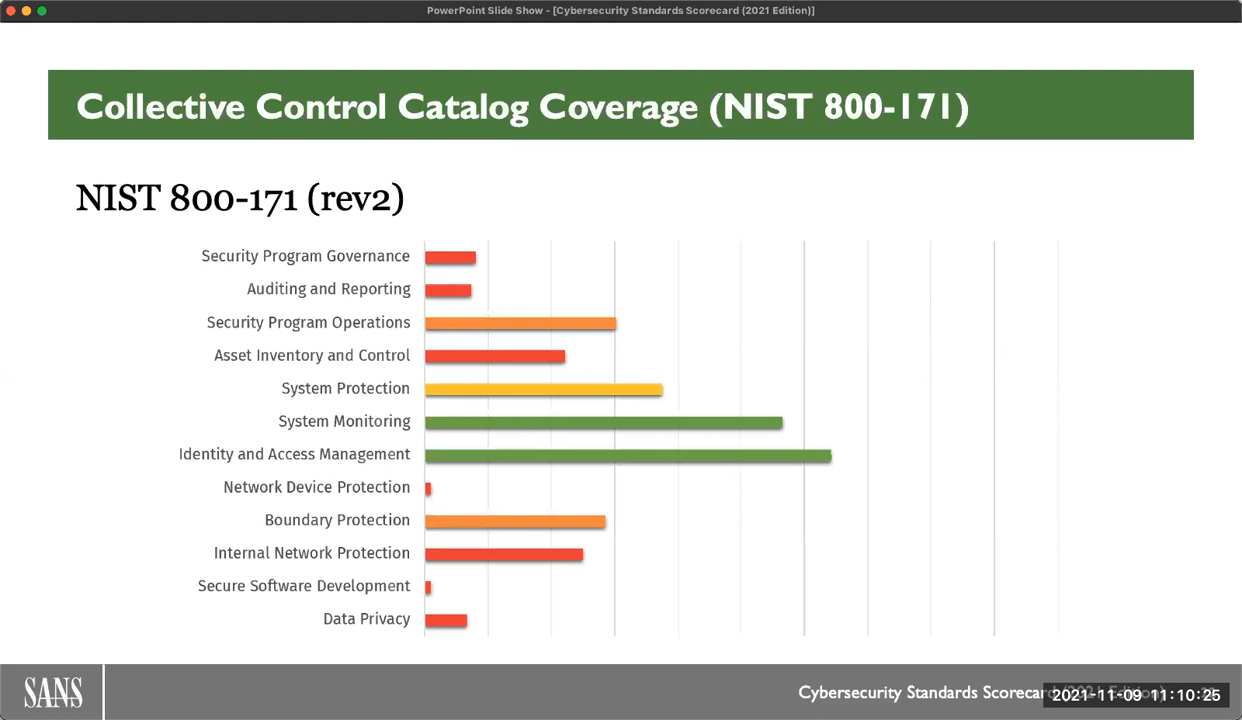 PowerPoint Slide Show - [Cybersecurity Standards Scorecard (2021 Edition)]
Collective Control Catalog Coverage (NIST 800-171)
NIST 800-171 (rev2)
Security Program Governance
Auditing and Reporting
Security Program Operations
Asset Inventory and Control
System Protection
System Monitoring
Identity and Access Management
Network Device Protection
Boundary Protection
Internal Network Protection
Secure Software Development
Data Privacy
SANS
Cybersecurity Standards Scorecard (2021 Edition)
2021-11-09 11:10:25